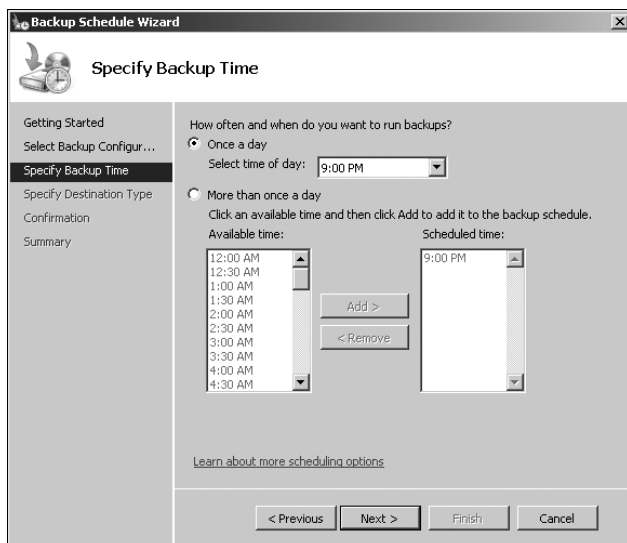 Backup Schedule Wizard
Specify Backup Time
Getting Started
Select Backup Configur...
Specify Backup Time
Specify Destination Type
Confirmation
Summary
How often and when do you want to run backups?
Once a day
Select time of day:
9:00 PM
More than once a day
Click an available time and then click Add to add it to the backup schedule.
Available time:
12:00 AM
12:30 AM
1:00 AM
1:30 AM
2:00 AM
2:30 AM
3:00 AM
3:30 AM
4:00 AM
4:30 AM
Add >
< Remove
Scheduled time:
9:00 PM
Learn about more scheduling options
< Previous
Next >
Finish
Cancel